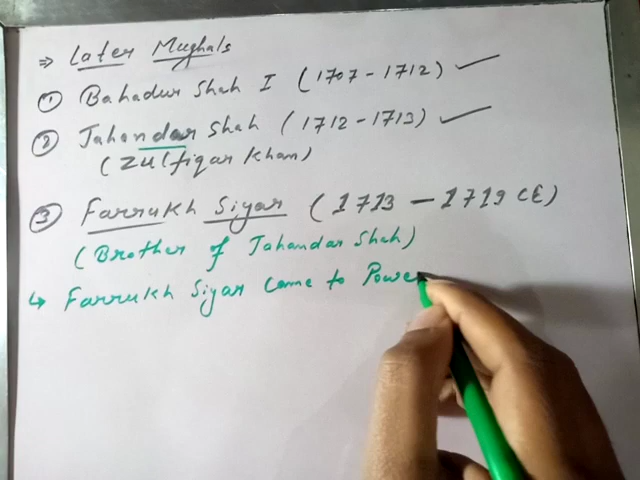 ⇒ Later Mughals
① Bahadur Shah I (1707-1712) ✓
② Jahandar Shah (1712-1713) ✓
(Zulfiqar Khan)
③ Farrukh Siyar (1713 - 1719 CE)
(Brother of Jahandar Shah)
↳ Farrukh Siyar Came to Powe